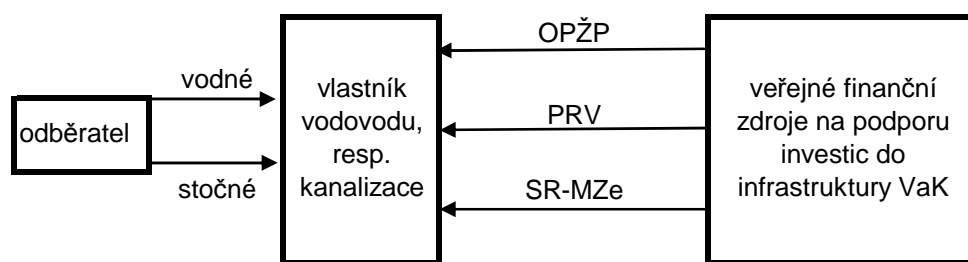 odběratel
vodné
stočné
vlastník
vodovodu,
resp.
kanalizace
OPŽP
PRV
SR-MZe
veřejné finanční
zdroje na podporu
investic do
infrastruktury VaK